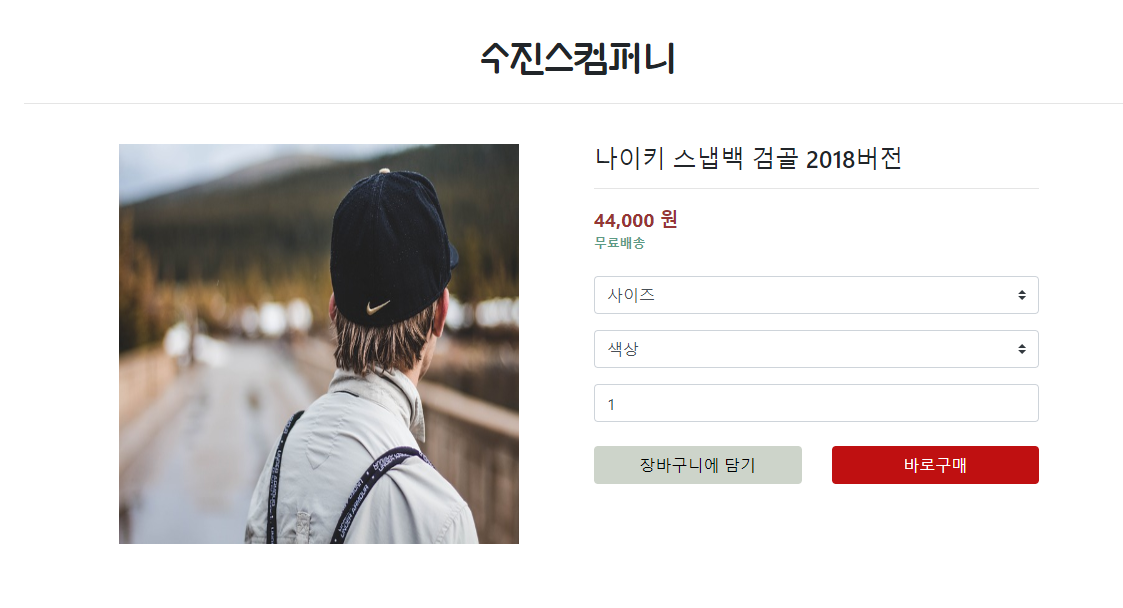 수진스컴퍼니
나이키 스냅백 검골 2018버전
44,000 원
무료배송
사이즈
색상
1
장바구니에 담기
바로구매
UNDER ARMOUR